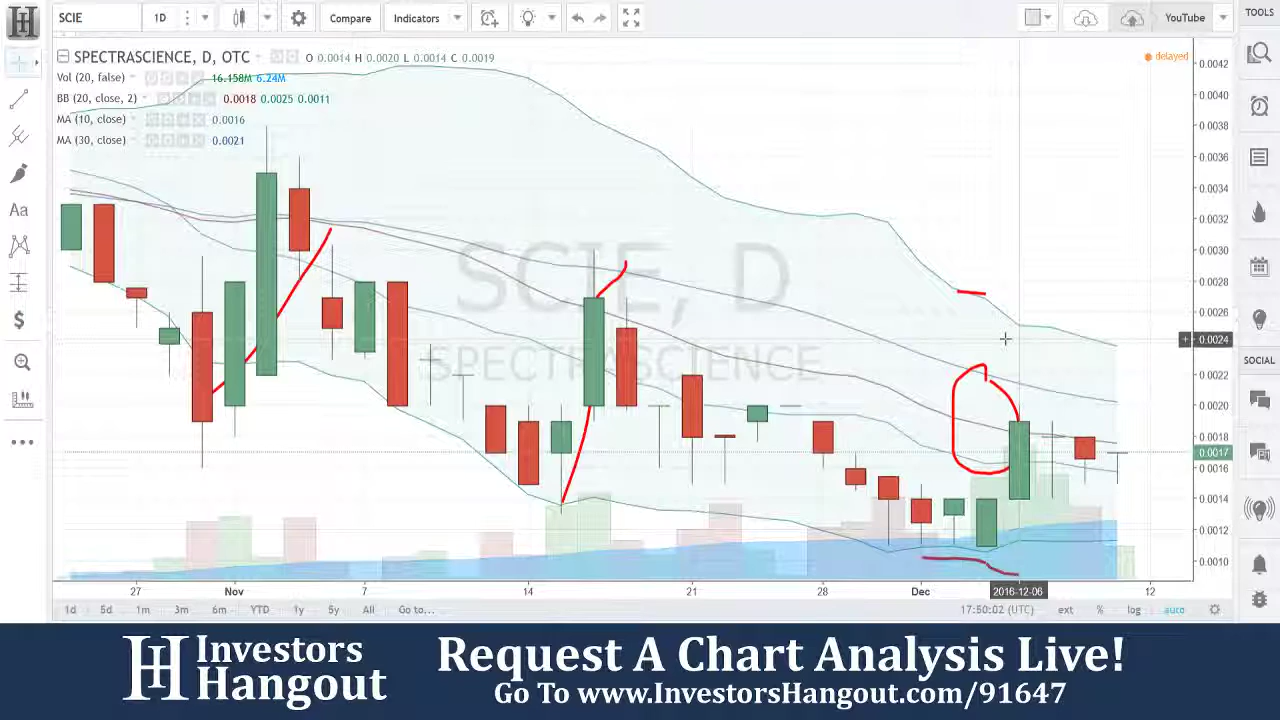 SCIE 1D Compare Indicators YouTube TOOLS
SPECTRASCIENCE, D, OTC O 0.0014 H 0.0020 L 0.0014 C 0.0019 delayed
Vol (20, false) 16.158M 6.24M
BB (20, close, 2) 0.0018 0.0025 0.0011
MA (10, close) 0.0016
MA (30, close) 0.0021
SCIE, D
SPECTRASCIENCE
0.0042
0.0040
0.0038
0.0036
0.0034
0.0032
0.0030
0.0028
0.0026
0.0024
0.0022
0.0020
0.0018
0.0017
0.0016
0.0014
0.0012
0.0010
Aa
SOCIAL
27 Nov 7 14 21 28 Dec 2016-12-06 12
1d 5d 1m 3m 6m YTD 1y 5y All Go to... 17:50:02 (UTC) ext % log auto
H Investors Hangout
Request A Chart Analysis Live!
Go To www.InvestorsHangout.com/91647